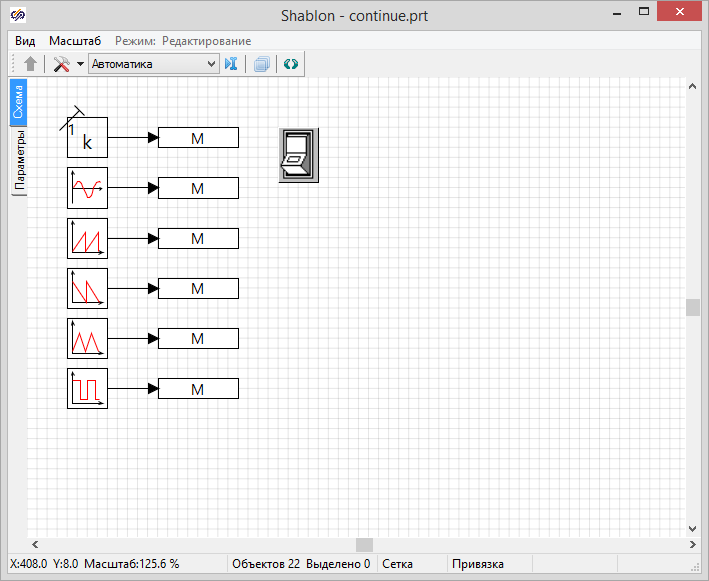 Shablon - continue.prt
Вид Масштаб Режим: Редактирование
Автоматика
Схема
Параметры
1
k
M
M
M
M
M
M
X:408.0 Y:8.0 Масштаб:125.6 % Объектов 22 Выделено 0 Сетка Привязка